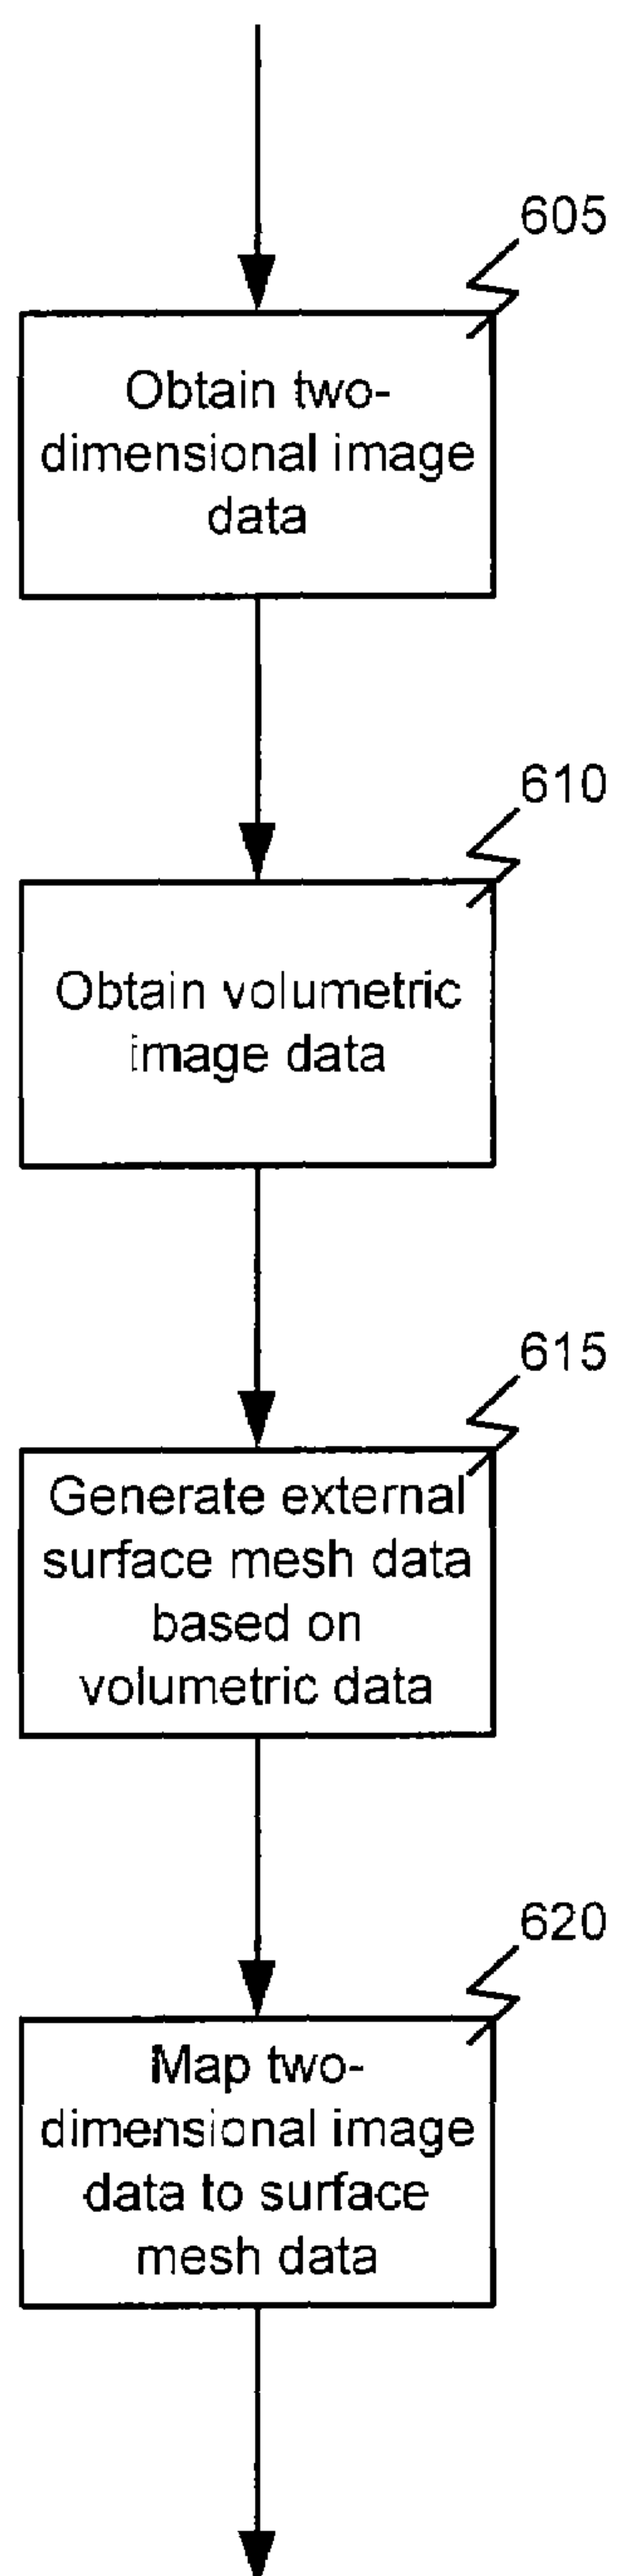 605
Obtain two-
dimensional image
data
610
Obtain volumetric
image data
615
Generate external
surface mesh data
based on
volumetric data
620
Map two-
dimensional image
data to surface
mesh data